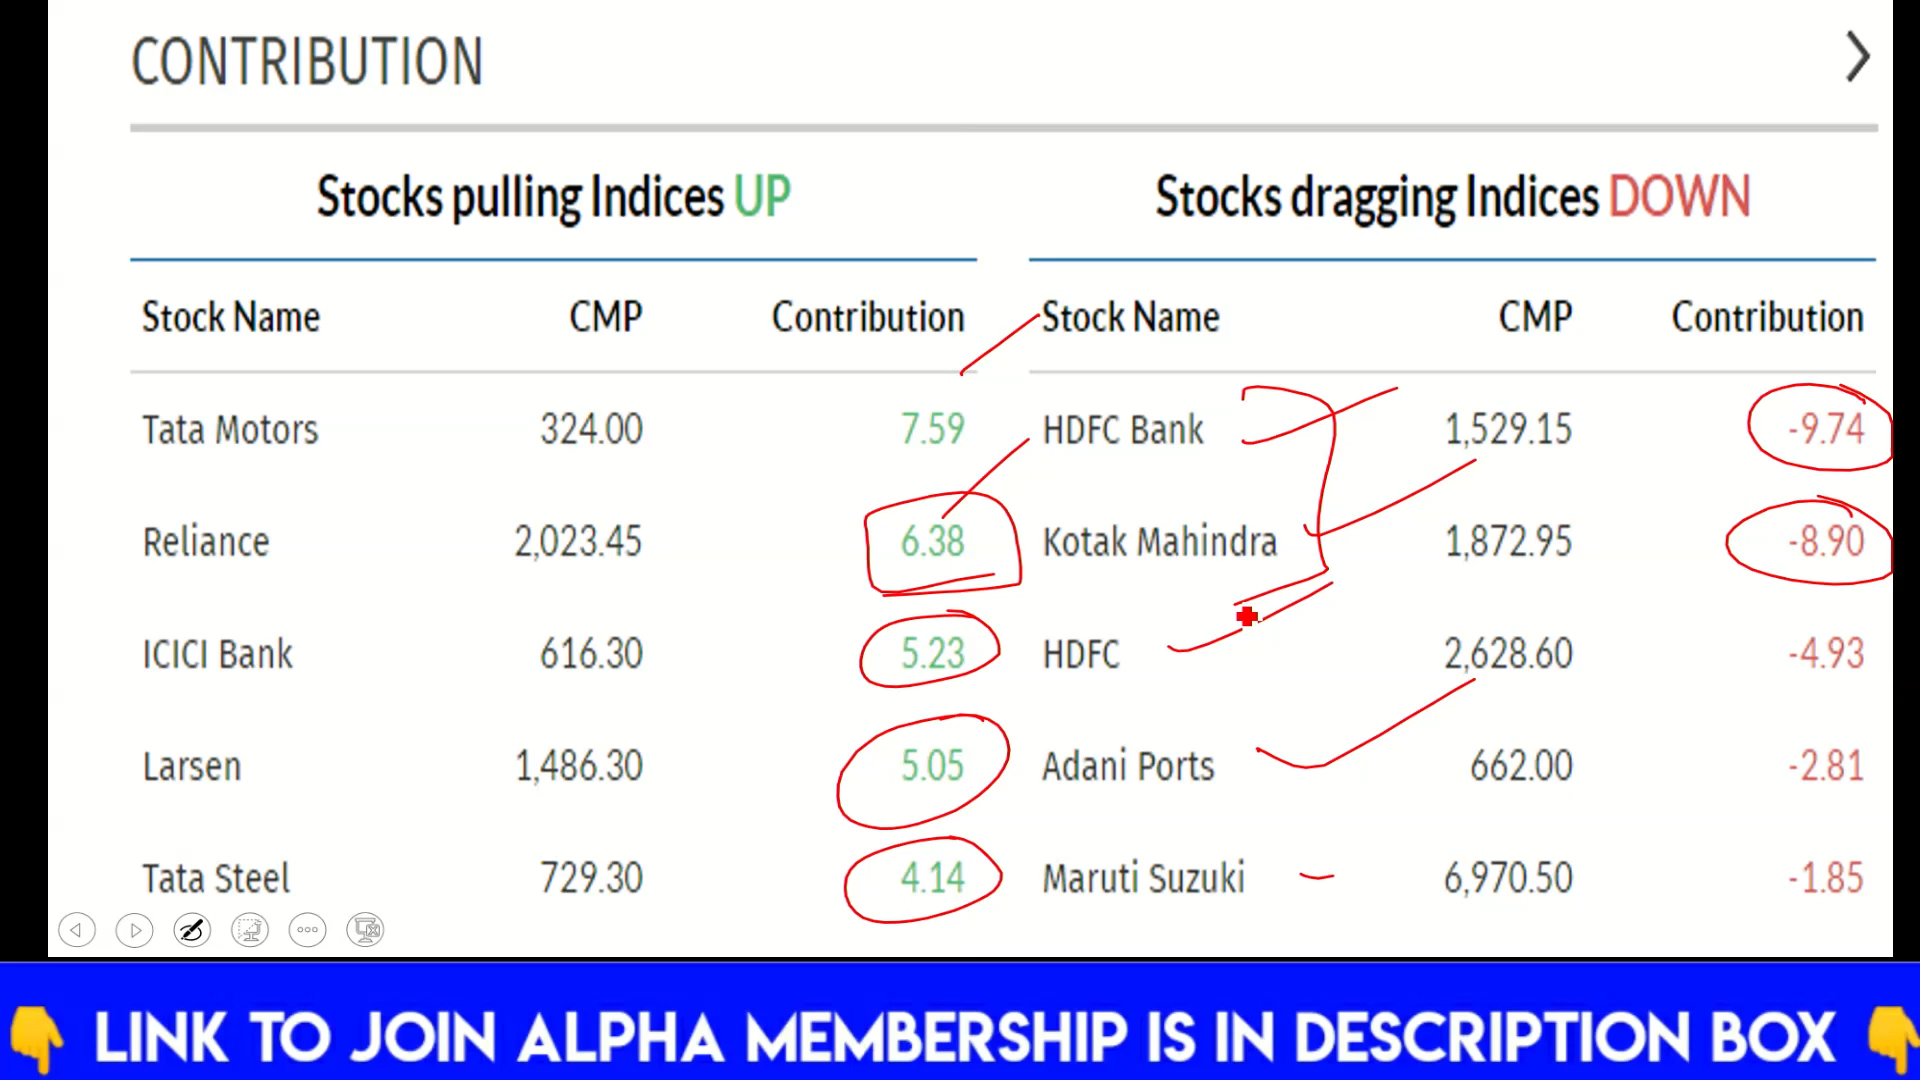 CONTRIBUTION
Stocks pulling Indices UP
Stock Name CMP Contribution
Tata Motors 324.00 7.59
Reliance 2,023.45 6.38
ICICI Bank 616.30 5.23
Larsen 1,486.30 5.05
Tata Steel 729.30 4.14
Stocks dragging Indices DOWN
Stock Name CMP Contribution
HDFC Bank 1,529.15 -9.74
Kotak Mahindra 1,872.95 -8.90
HDFC 2,628.60 -4.93
Adani Ports 662.00 -2.81
Maruti Suzuki 6,970.50 -1.85
LINK TO JOIN ALPHA MEMBERSHIP IS IN DESCRIPTION BOX